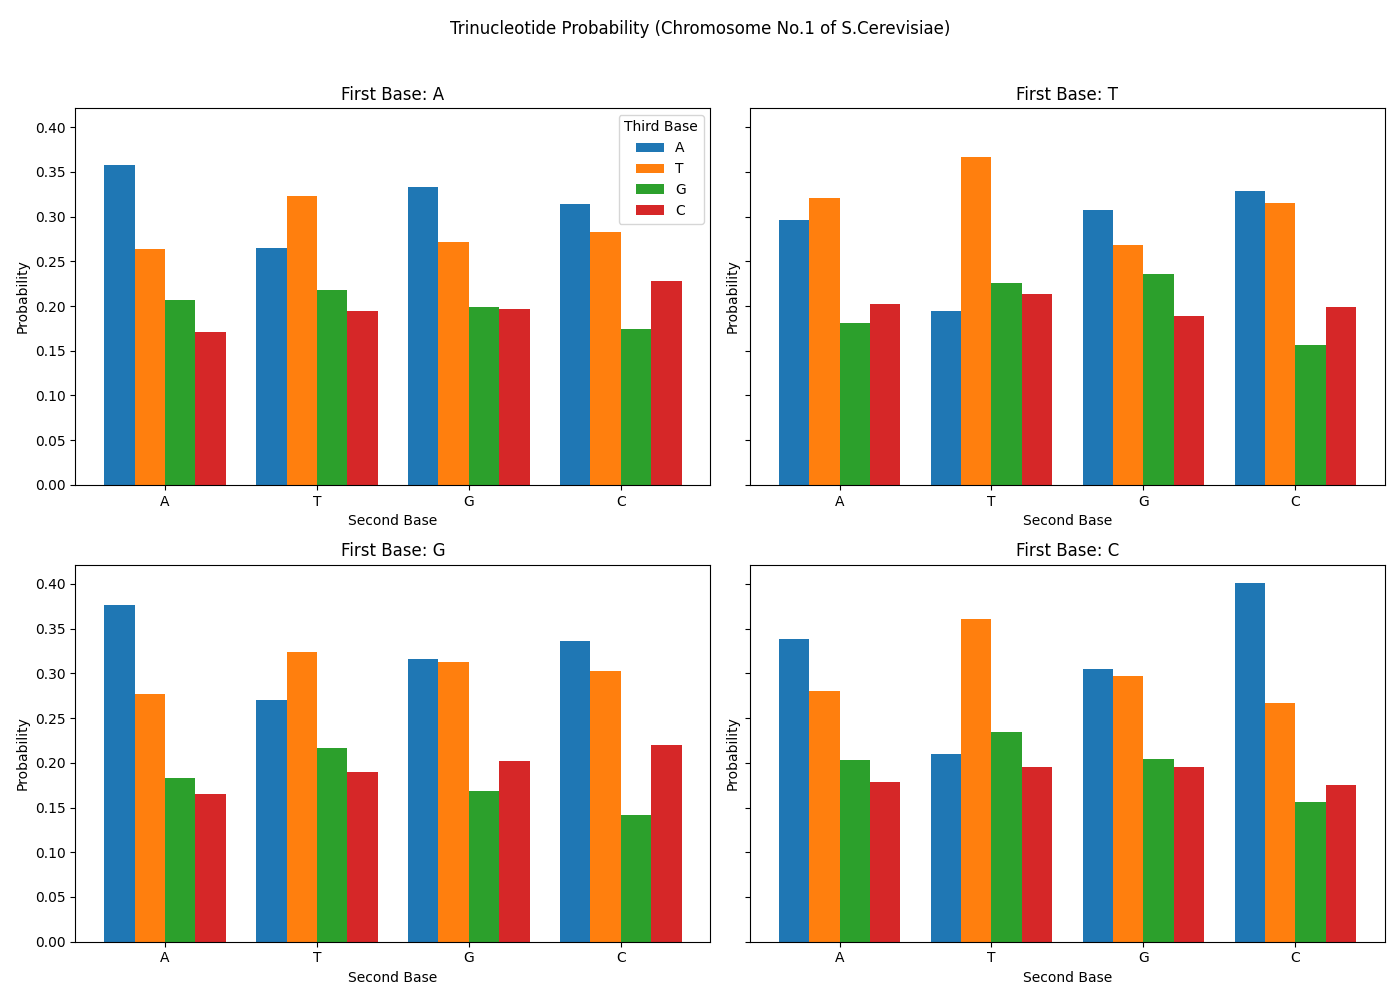 Trinucleotide Probability (Chromosome No.1 of S.Cerevisiae)
First Base: A
Probability
0.40
0.35
0.30
0.25
0.20
0.15
0.10
0.05
0.00
Third Base
A
T
G
C
A T G C
Second Base
First Base: T
Probability
A T G C
Second Base
First Base: G
Probability
0.40
0.35
0.30
0.25
0.20
0.15
0.10
0.05
0.00
A T G C
Second Base
First Base: C
Probability
A T G C
Second Base